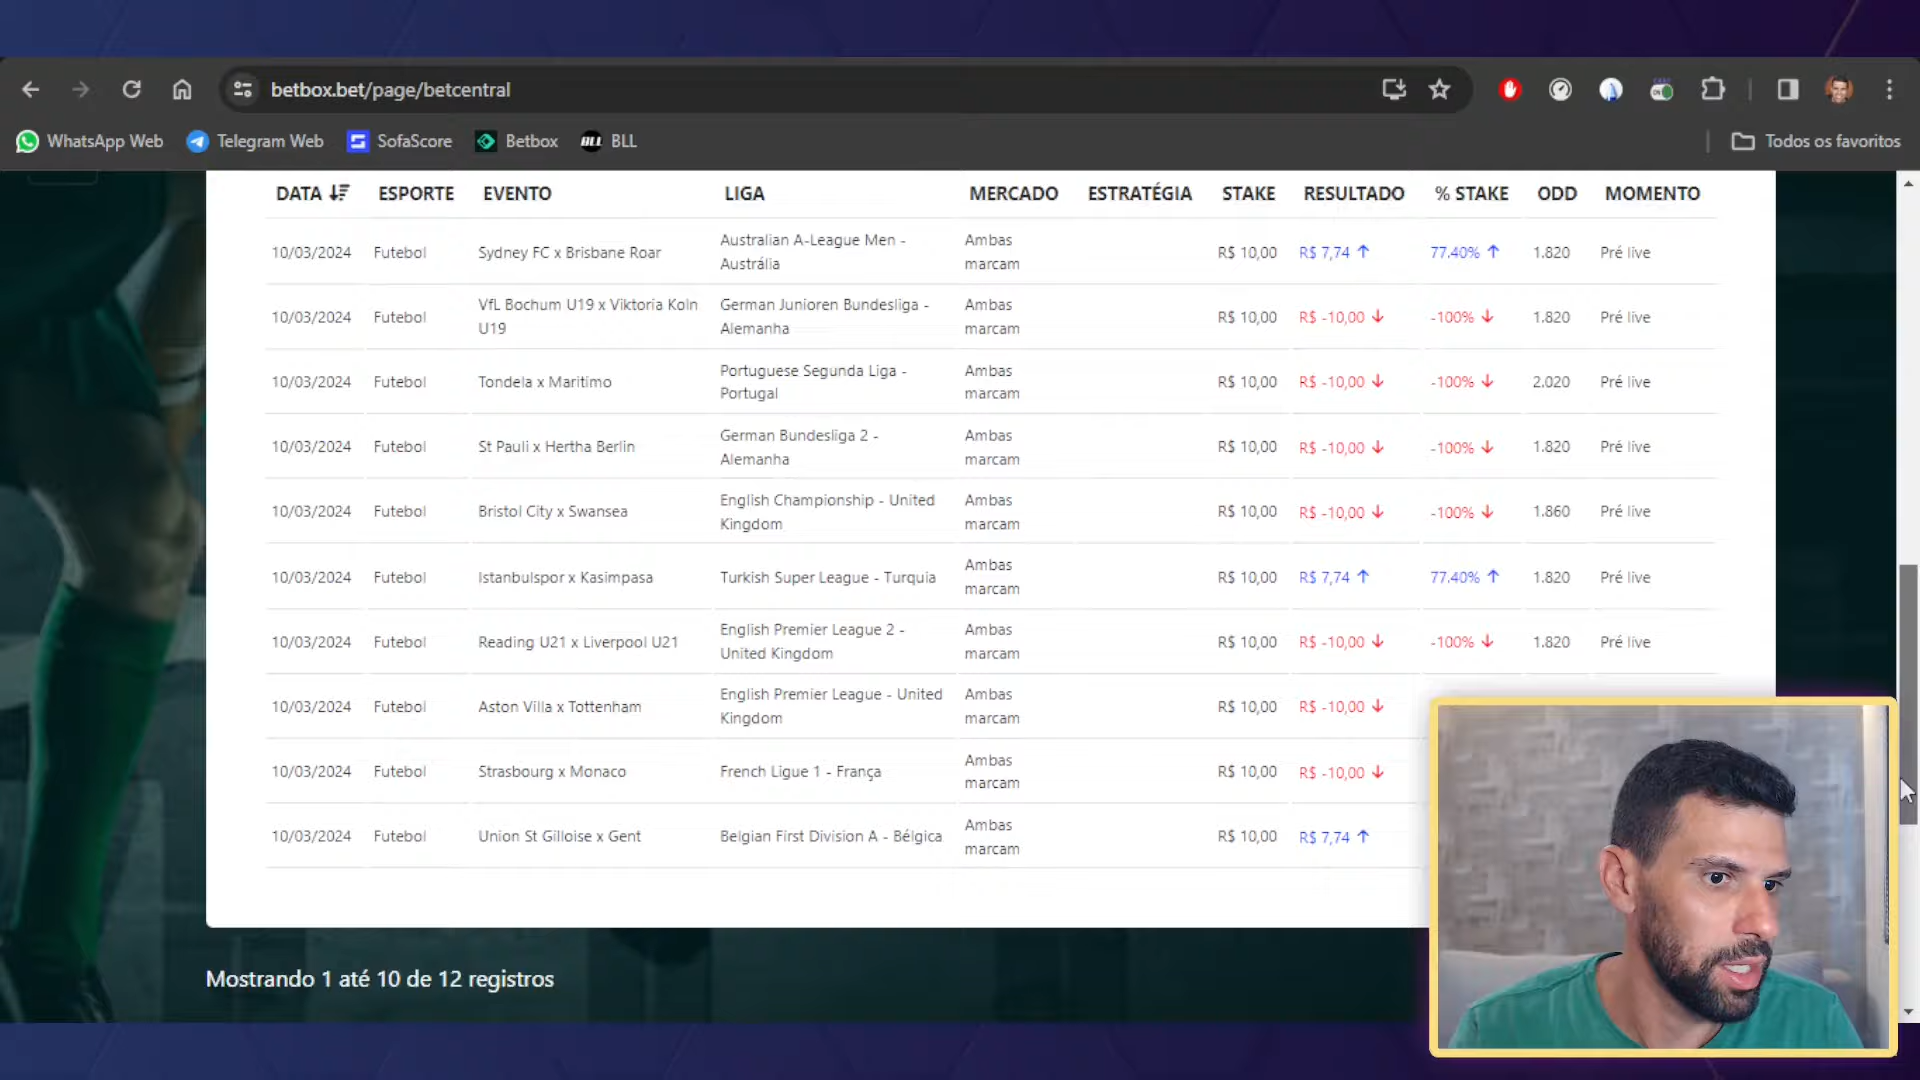 betbox.bet/page/betcentral
WhatsApp Web Telegram Web SofaScore Betbox BLL BLL Todos os favoritos
DATA ESPORTE EVENTO LIGA MERCADO ESTRATÉGIA STAKE RESULTADO % STAKE ODD MOMENTO
10/03/2024 Futebol Sydney FC x Brisbane Roar Australian A-League Men - Austrália Ambas marcam R$ 10,00 R$ 7,74 77.40% 1.820 Pré live
10/03/2024 Futebol VfL Bochum U19 x Viktoria Koln U19 German Junioren Bundesliga - Alemanha Ambas marcam R$ 10,00 R$ -10,00 -100% 1.820 Pré live
10/03/2024 Futebol Tondela x Maritimo Portuguese Segunda Liga - Portugal Ambas marcam R$ 10,00 R$ -10,00 -100% 2.020 Pré live
10/03/2024 Futebol St Pauli x Hertha Berlin German Bundesliga 2 - Alemanha Ambas marcam R$ 10,00 R$ -10,00 -100% 1.820 Pré live
10/03/2024 Futebol Bristol City x Swansea English Championship - United Kingdom Ambas marcam R$ 10,00 R$ -10,00 -100% 1.860 Pré live
10/03/2024 Futebol Istanbulspor x Kasimpasa Turkish Super League - Turquia Ambas marcam R$ 10,00 R$ 7,74 77.40% 1.820 Pré live
10/03/2024 Futebol Reading U21 x Liverpool U21 English Premier League 2 - United Kingdom Ambas marcam R$ 10,00 R$ -10,00 -100% 1.820 Pré live
10/03/2024 Futebol Aston Villa x Tottenham English Premier League - United Kingdom Ambas marcam R$ 10,00 R$ -10,00
10/03/2024 Futebol Strasbourg x Monaco French Ligue 1 - França Ambas marcam R$ 10,00 R$ -10,00
10/03/2024 Futebol Union St Gilloise x Gent Belgian First Division A - Bélgica Ambas marcam R$ 10,00 R$ 7,74
Mostrando 1 até 10 de 12 registros